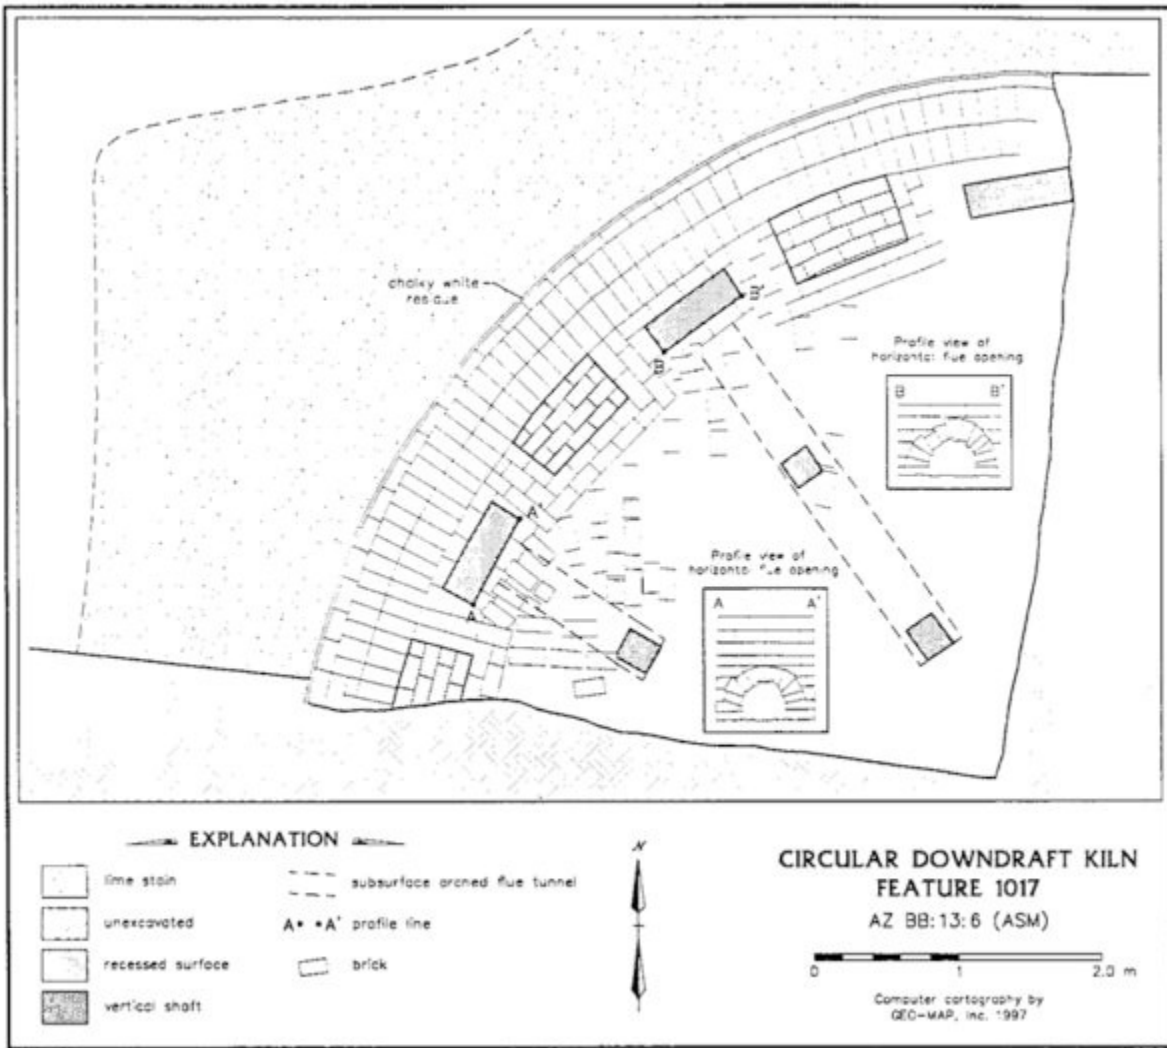 chalky white
residue
B'
B
Profile view of
horizontal flue opening
B B'
A'
A
Profile view of
horizontal flue opening
A A'
EXPLANATION
lime stain
unexcavated
recessed surface
vertical shaft
subsurface arched flue tunnel
A• •A' profile line
brick
N
CIRCULAR DOWNDRAFT KILN
FEATURE 1017
AZ BB:13:6 (ASM)
0 1 2.0 m
Computer cartography by
GEO-MAP, Inc. 1997